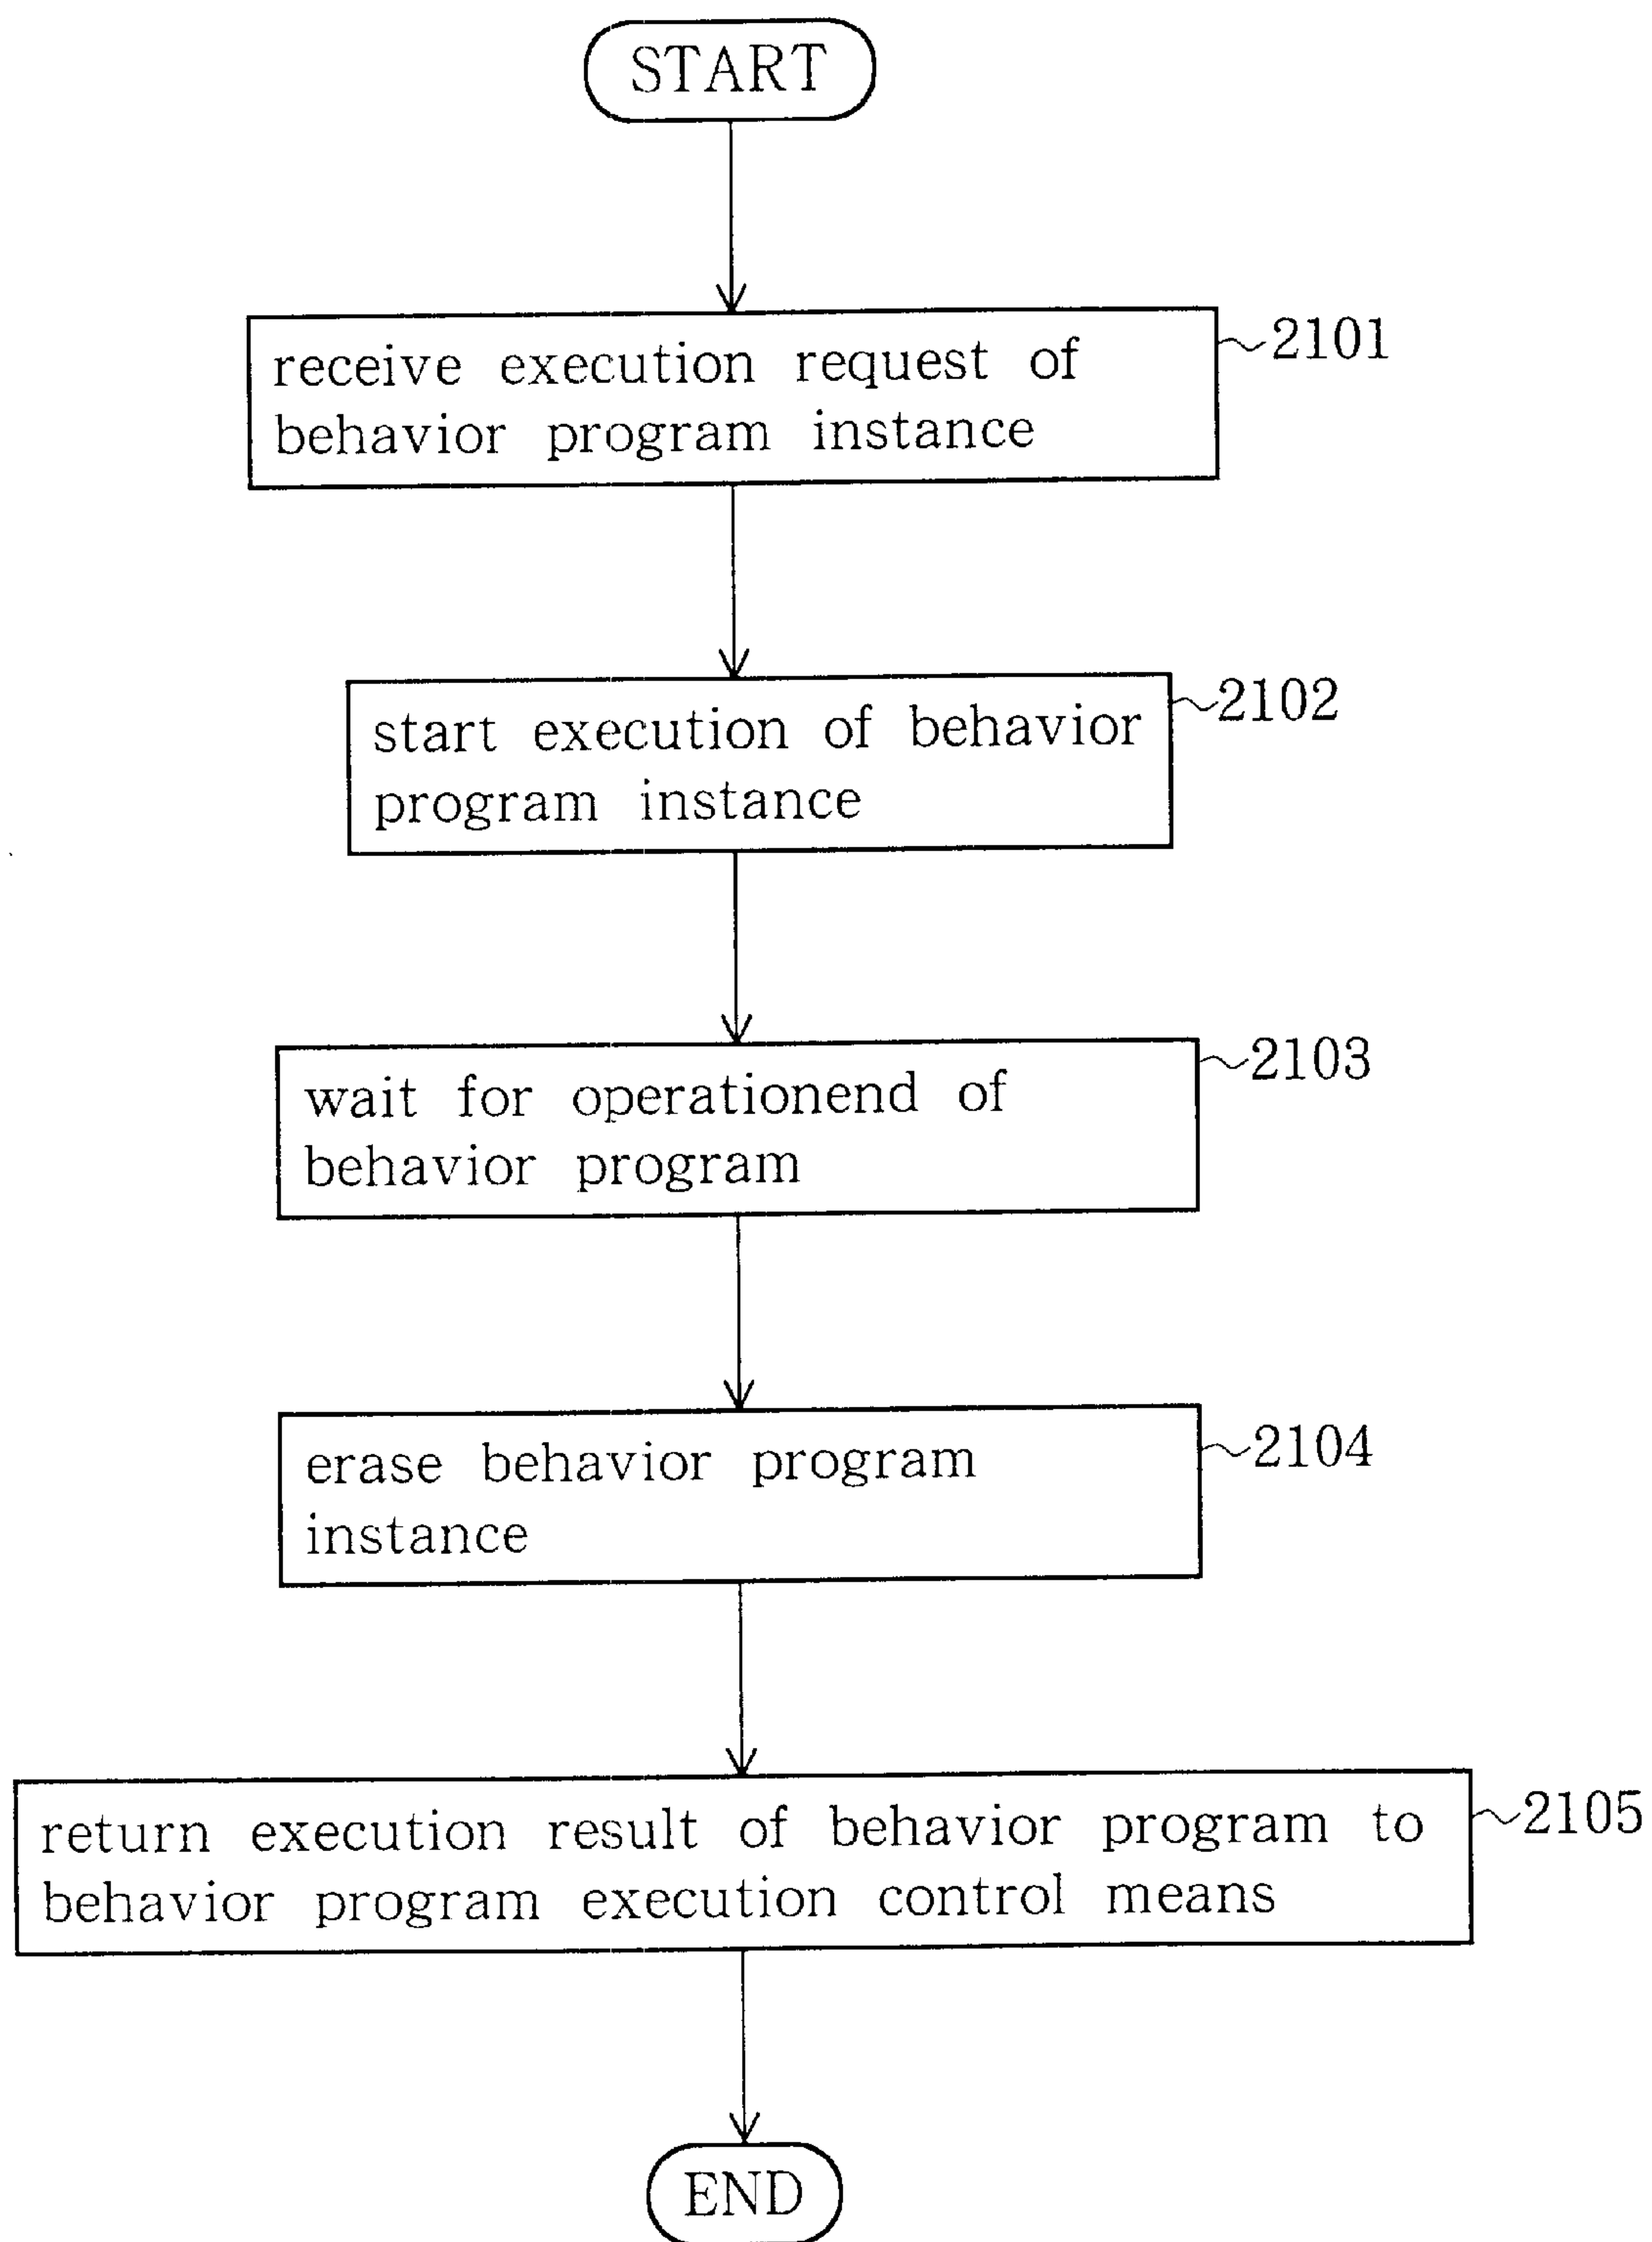 START
receive execution request of
behavior program instance
2101
start execution of behavior
program instance
2102
wait for operationend of
behavior program
2103
erase behavior program
instance
2104
return execution result of behavior program to
behavior program execution control means
2105
END